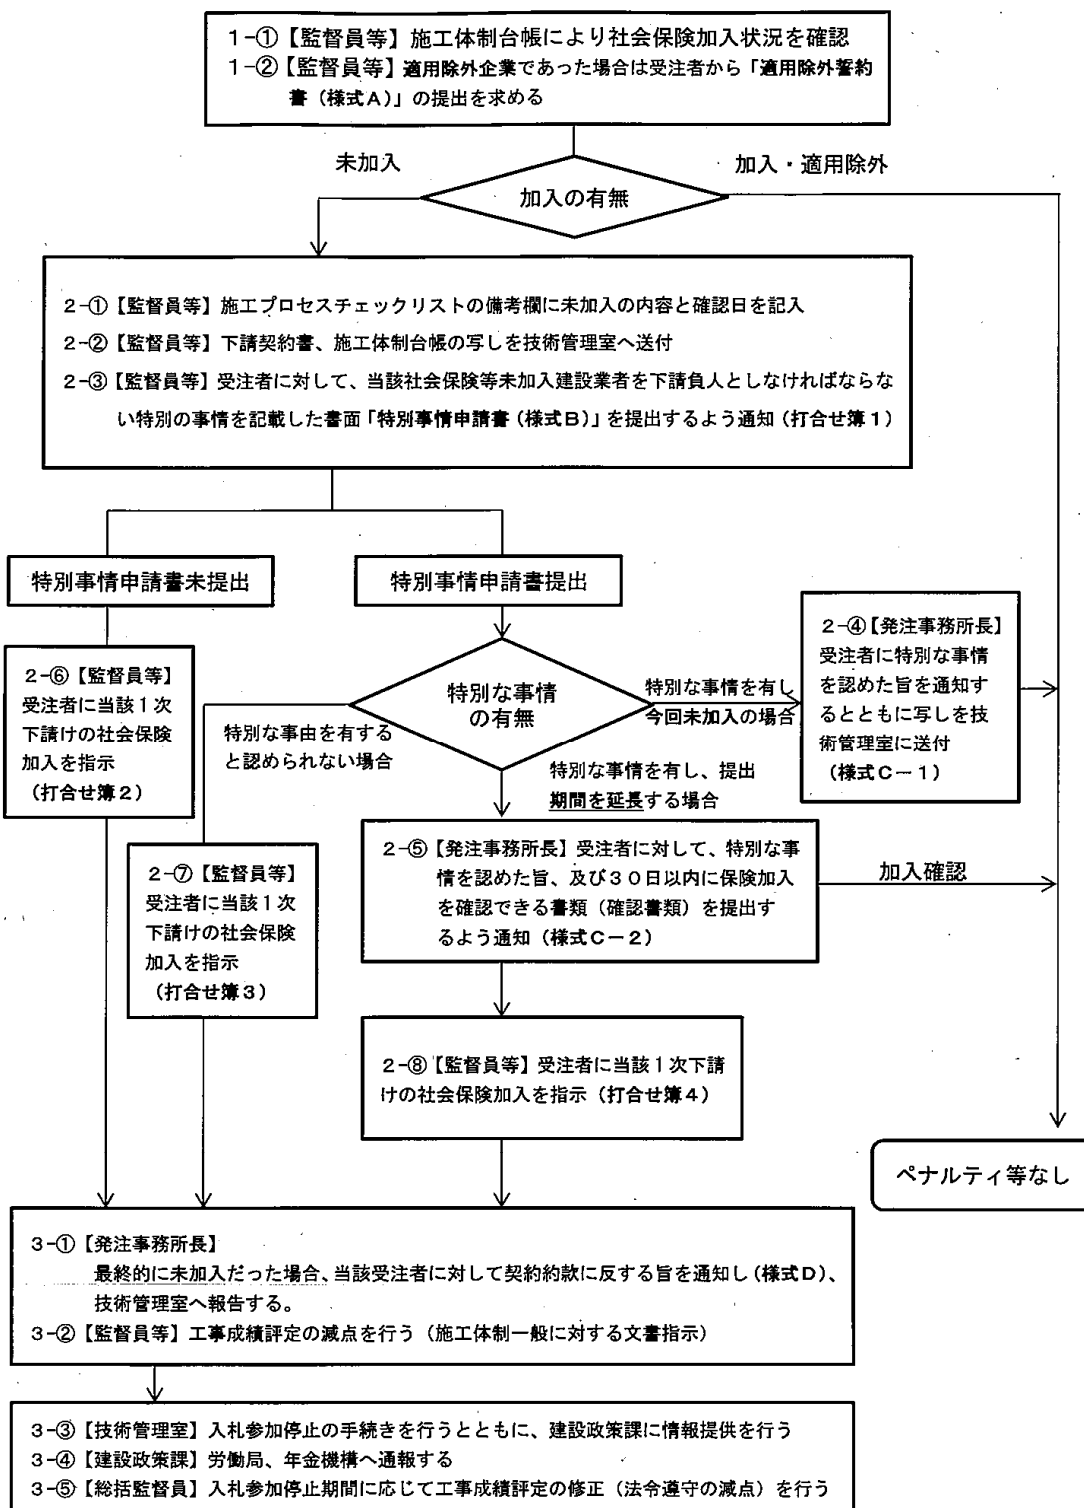 1-①【監督員等】施工体制台帳により社会保険加入状況を確認
1-②【監督員等】適用除外企業であった場合は受注者から「適用除外誓約
書（様式A）」の提出を求める
未加入
加入・適用除外
加入の有無
2-①【監督員等】施工プロセスチェックリストの備考欄に未加入の内容と確認日を記入
2-②【監督員等】下請契約書、施工体制台帳の写しを技術管理室へ送付
2-③【監督員等】受注者に対して、当該社会保険等未加入建設業者を下請負人としなければならな
い特別の事情を記載した書面「特別事情申請書（様式B）」を提出するよう通知（打合せ簿1）
特別事情申請書未提出
特別事情申請書提出
2-⑥【監督員等】
受注者に当該1次
下請けの社会保険
加入を指示
（打合せ簿2）
特別な事情
の有無
特別な事由を有する
と認められない場合
特別な事情を有し
今回未加入の場合
2-④【発注事務所長】
受注者に特別な事情
を認めた旨を通知す
るとともに写しを技
術管理室に送付
（様式C－1）
特別な事情を有し、提出
期間を延長する場合
2-⑦【監督員等】
受注者に当該1次
下請けの社会保険
加入を指示
（打合せ簿3）
2-⑤【発注事務所長】受注者に対して、特別な事
情を認めた旨、及び30日以内に保険加入
を確認できる書類（確認書類）を提出す
るよう通知（様式C－2）
加入確認
2-⑧【監督員等】受注者に当該1次下請
けの社会保険加入を指示（打合せ簿4）
ペナルティ等なし
3-①【発注事務所長】
最終的に未加入だった場合、当該受注者に対して契約約款に反する旨を通知し（様式D）、
技術管理室へ報告する。
3-②【監督員等】工事成績評定の減点を行う（施工体制一般に対する文書指示）
3-③【技術管理室】入札参加停止の手続きを行うとともに、建設政策課に情報提供を行う
3-④【建設政策課】労働局、年金機構へ通報する
3-⑤【総括監督員】入札参加停止期間に応じて工事成績評定の修正（法令遵守の減点）を行う